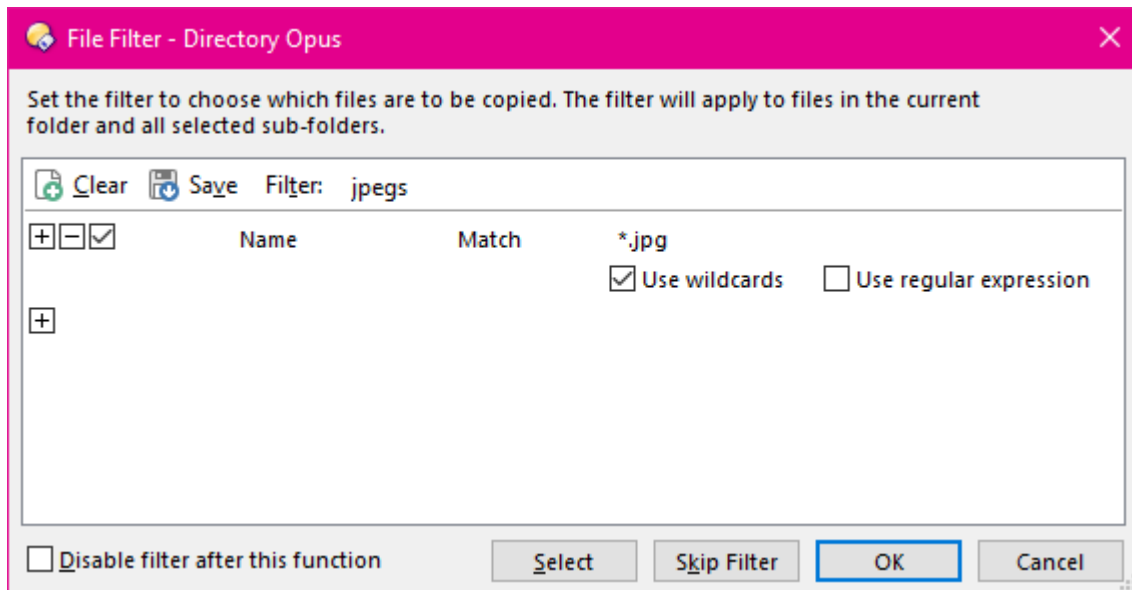 File Filter - Directory Opus
Set the filter to choose which files are to be copied. The filter will apply to files in the current
folder and all selected sub-folders.
Clear Save Filter: jpegs
Name Match *.jpg
Use wildcards Use regular expression
Disable filter after this function Select Skip Filter OK Cancel